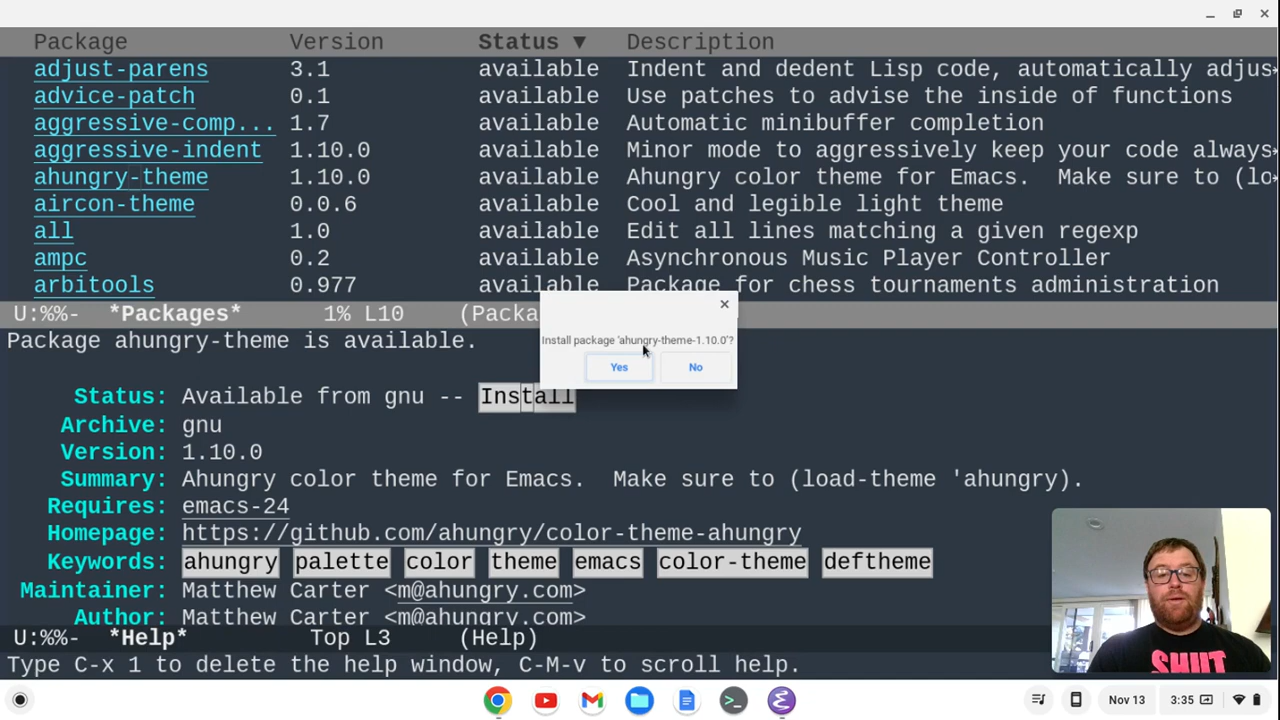 Package Version Status ▼ Description
adjust-parens 3.1 available Indent and dedent Lisp code, automatically adjus
advice-patch 0.1 available Use patches to advise the inside of functions
aggressive-comp... 1.7 available Automatic minibuffer completion
aggressive-indent 1.10.0 available Minor mode to aggressively keep your code always
ahungry-theme 1.10.0 available Ahungry color theme for Emacs. Make sure to (lo
aircon-theme 0.0.6 available Cool and legible light theme
all 1.0 available Edit all lines matching a given regexp
ampc 0.2 available Asynchronous Music Player Controller
arbitools 0.977 available Package for chess tournaments administration
U:%%- *Packages* 1% L10 (Packa
Install package 'ahungry-theme-1.10.0'?
Yes No
Package ahungry-theme is available.
Status: Available from gnu -- Install
Archive: gnu
Version: 1.10.0
Summary: Ahungry color theme for Emacs. Make sure to (load-theme 'ahungry).
Requires: emacs-24
Homepage: https://github.com/ahungry/color-theme-ahungry
Keywords: ahungry palette color theme emacs color-theme deftheme
Maintainer: Matthew Carter <m@ahungry.com>
Author: Matthew Carter <m@ahungry.com>
U:%%- *Help* Top L3 (Help)
Type C-x 1 to delete the help window, C-M-v to scroll help.
SHUT
Nov 13 3:35